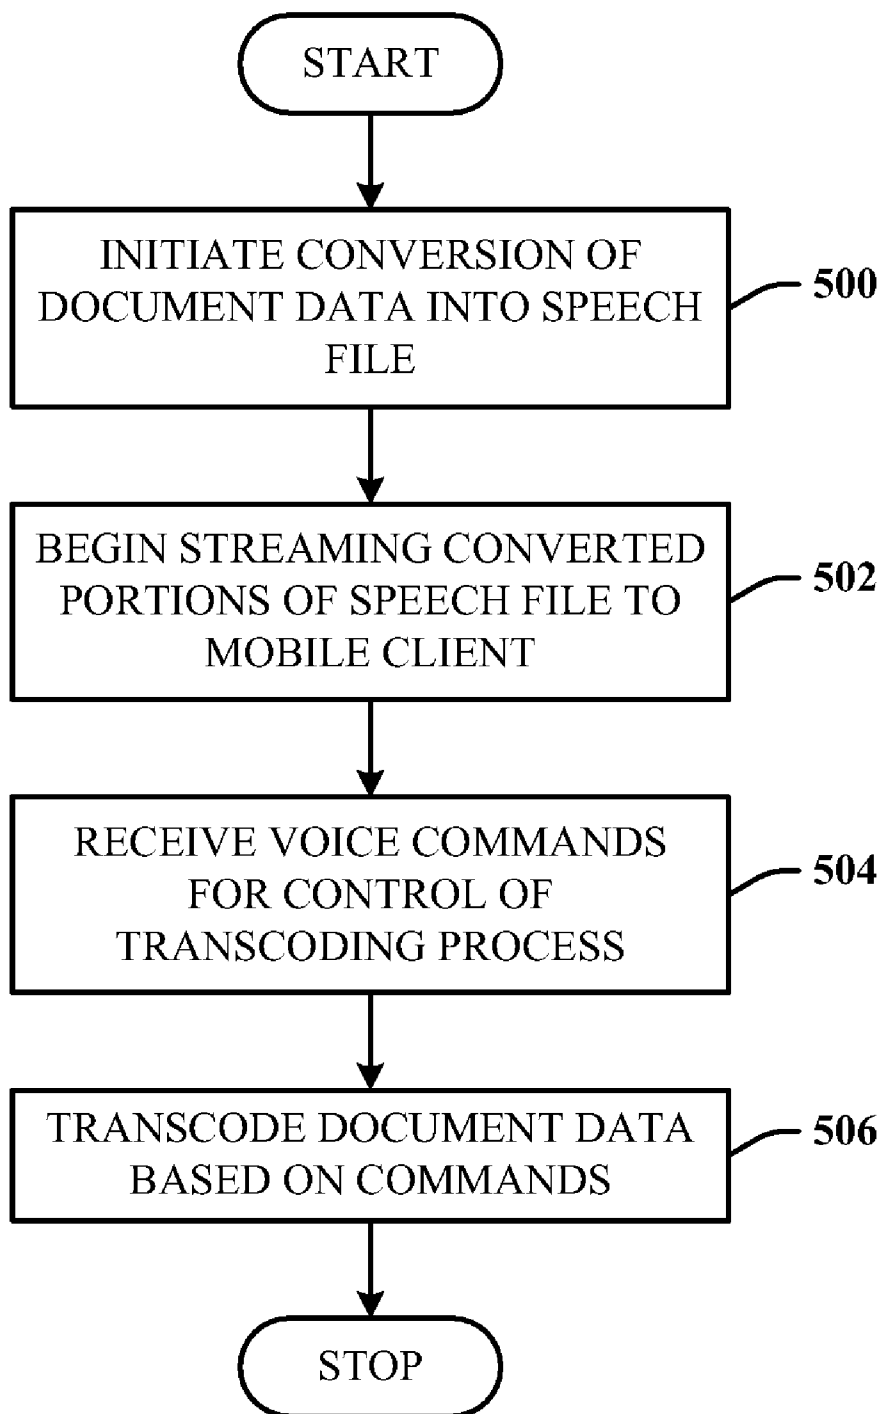 START
INITIATE CONVERSION OF
DOCUMENT DATA INTO SPEECH
FILE
500
BEGIN STREAMING CONVERTED
PORTIONS OF SPEECH FILE TO
MOBILE CLIENT
502
RECEIVE VOICE COMMANDS
FOR CONTROL OF
TRANSCODING PROCESS
504
TRANSCODE DOCUMENT DATA
BASED ON COMMANDS
506
STOP